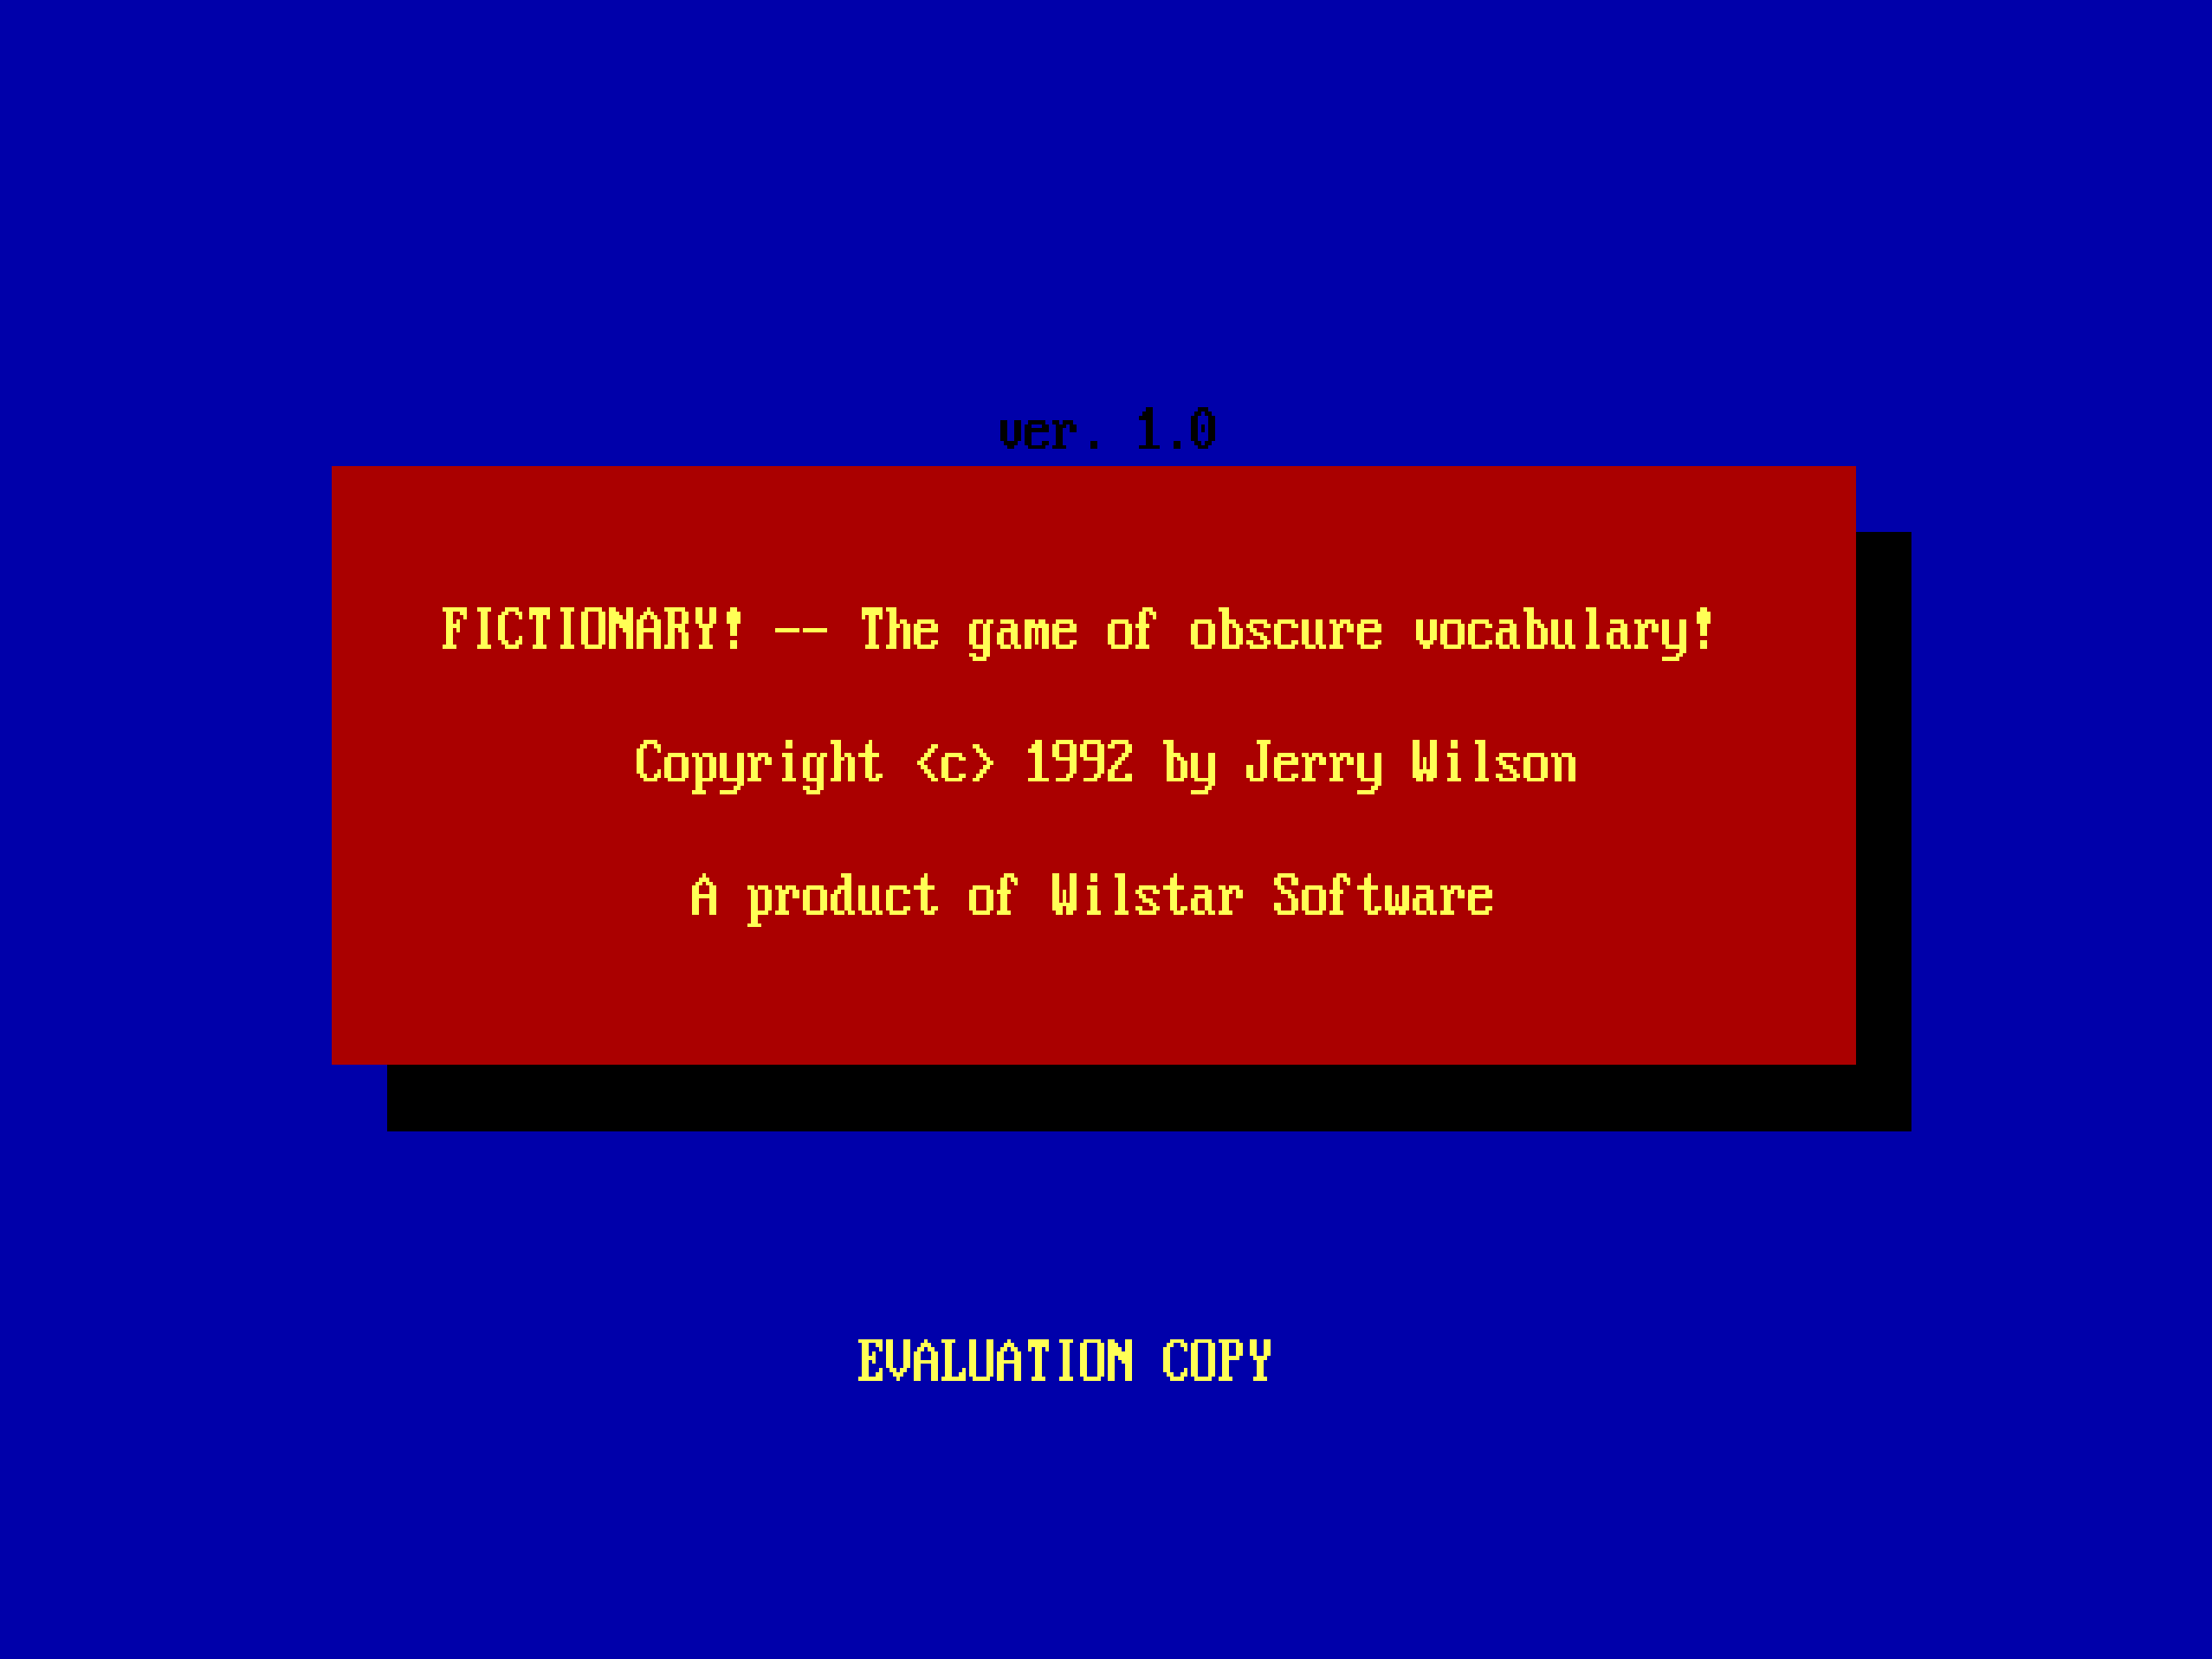 ver. 1.0
FICTIONARY! -- The game of obscure vocabulary!
Copyright <c> 1992 by Jerry Wilson
A product of Wilstar Software
EVALUATION COPY